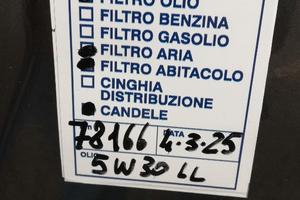 FILTRO OLIO
FILTRO BENZINA
FILTRO GASOLIO
FILTRO ARIA
FILTRO ABITACOLO
CINGHIA
DISTRIBUZIONE
CANDELE
78166 DATA 4-3-25
OLIO 5W30 LL